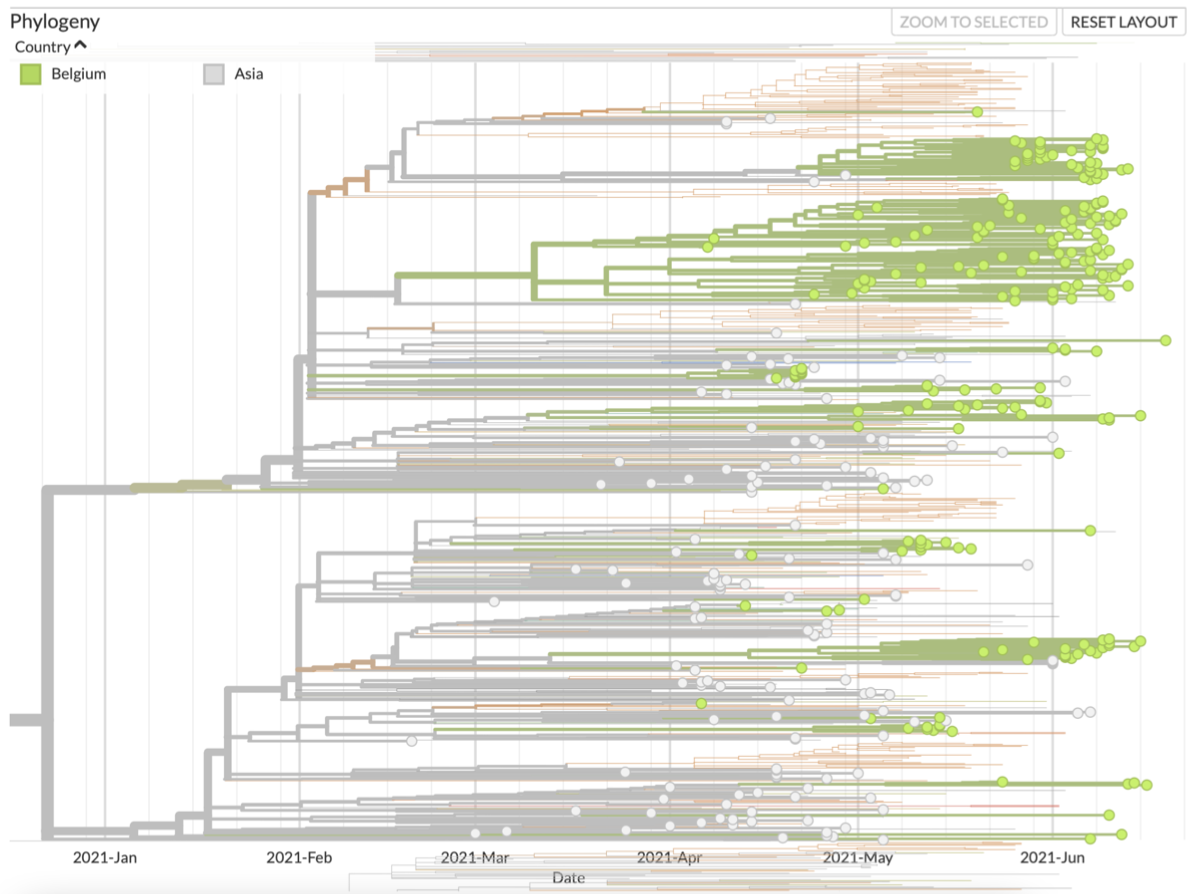 Phylogeny
ZOOM TO SELECTED
RESET LAYOUT
Country
Belgium
Asia
2021-Jan
2021-Feb
2021-Mar
2021-Apr
2021-May
2021-Jun
Date